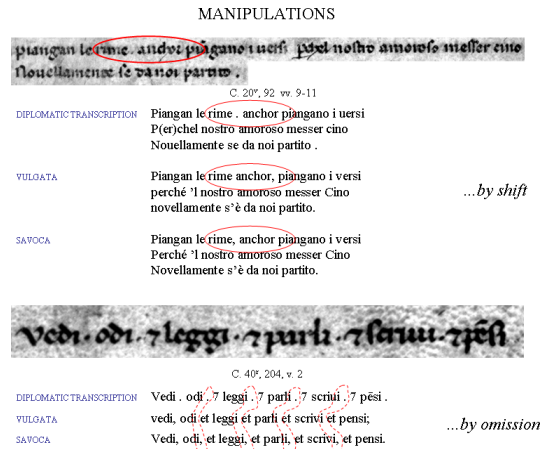 MANIPULATIONS
piangan le rime . anchor piangano i uersi p̲chel nostro amoroso messer cino
Nouellamente se da noi partito .
C. 20v, 92 vv. 9-11
DIPLOMATIC TRANSCRIPTION Piangan le rime . anchor piangano i uersi
P(er)chel nostro amoroso messer cino
Nouellamente se da noi partito .
VULGATA Piangan le rime anchor, piangano i versi
perché ’l nostro amoroso messer Cino
novellamente s’è da noi partito.
...by shift
SAVOCA Piangan le rime, anchor piangano i versi
Perché ’l nostro amoroso messer Cino
Novellamente s’è da noi partito.
Vedi . odi . 7 leggi . 7 parli . 7 scriui . 7 pēsi
C. 40r, 204, v. 2
DIPLOMATIC TRANSCRIPTION Vedi . odi . 7 leggi . 7 parli . 7 scriui . 7 pēsi .
VULGATA vedi, odi et leggi et parli et scrivi et pensi;
SAVOCA Vedi, odi, et leggi, et parli, et scrivi, et pensi.
...by omission